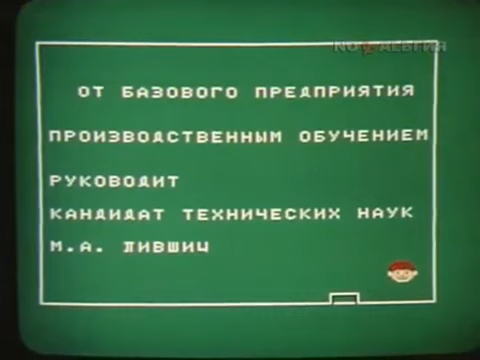 ОТ БАЗОВОГО ПРЕДПРИЯТИЯ
ПРОИЗВОДСТВЕННЫМ ОБУЧЕНИЕМ
РУКОВОДИТ
КАНДИДАТ ТЕХНИЧЕСКИХ НАУК
М.А. ЛИВШИЦ